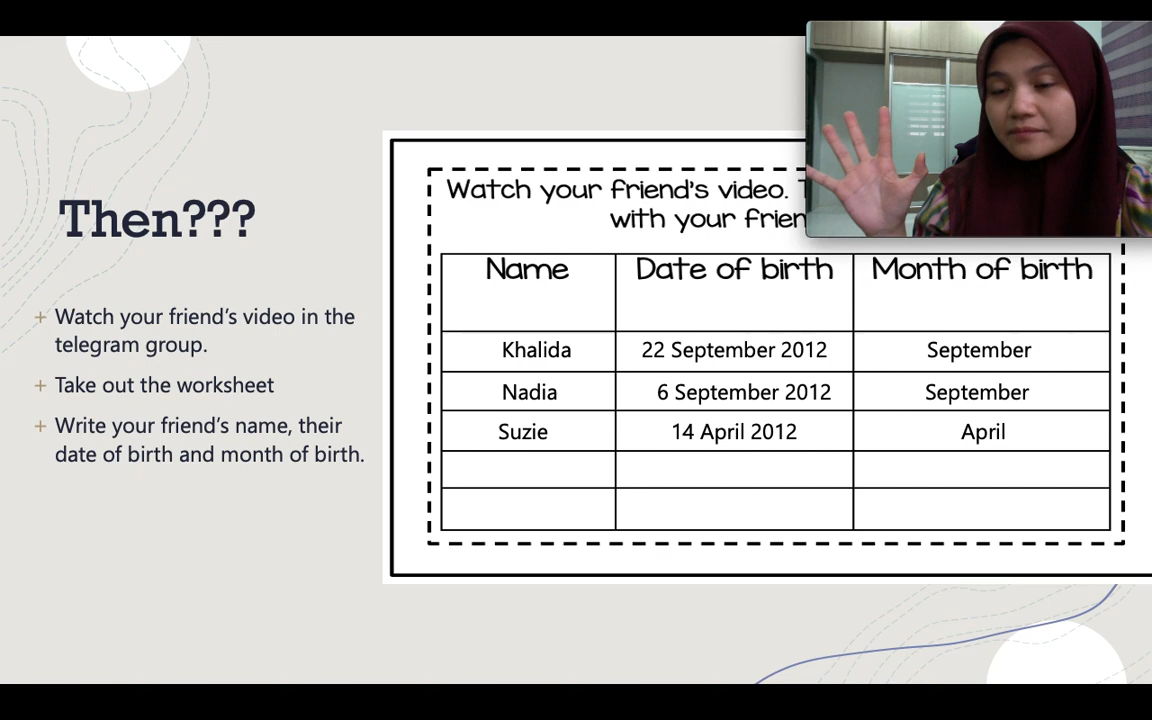 Then???
+ Watch your friend's video in the
telegram group.
+ Take out the worksheet
+ Write your friend's name, their
date of birth and month of birth.
Watch your friend's video.
with your
Name Date of birth Month of birth
Khalida 22 September 2012 September
Nadia 6 September 2012 September
Suzie 14 April 2012 April